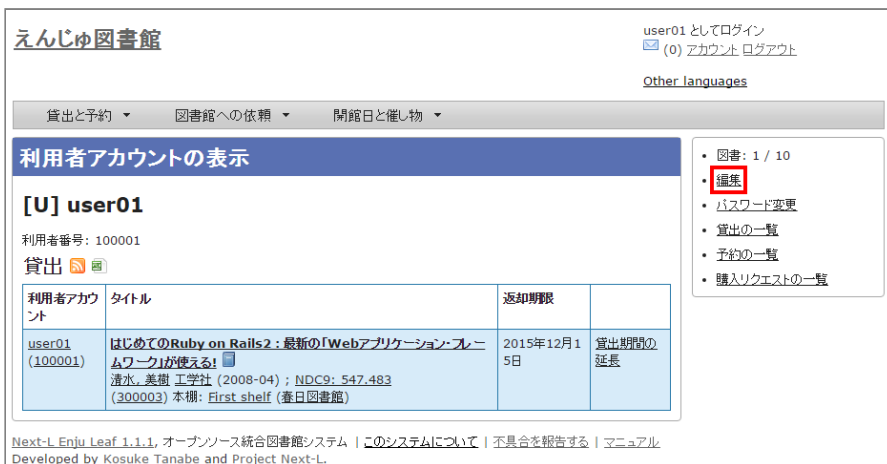 えんじゅ図書館
user01 としてログイン
(0) アカウント ログアウト
Other languages
貸出と予約 ▼ 図書館への依頼 ▼ 開館日と催し物 ▼
利用者アカウントの表示
[U] user01
利用者番号: 100001
貸出
利用者アカウ
ント
タイトル
返却期限
user01
(100001)
はじめてのRuby on Rails2 : 最新の「Webアプリケーション・フレー
ムワーク」が使える!
清水, 美樹 工学社 (2008-04) ; NDC9: 547.483
(300003) 本棚: First shelf (春日図書館)
2015年12月1
5日
貸出期間の
延長
• 図書: 1 / 10
• 編集
• パスワード変更
• 貸出の一覧
• 予約の一覧
• 購入リクエストの一覧
Next-L Enju Leaf 1.1.1, オープンソース統合図書館システム | このシステムについて | 不具合を報告する | マニュアル
Developed by Kosuke Tanabe and Project Next-L.